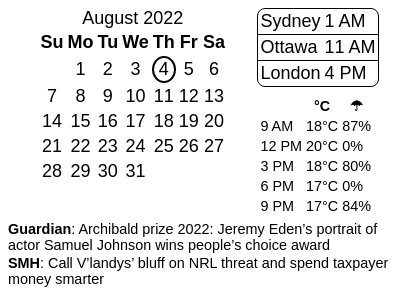 August 2022
Su Mo Tu We Th Fr Sa
1 2 3 4 5 6
7 8 9 10 11 12 13
14 15 16 17 18 19 20
21 22 23 24 25 26 27
28 29 30 31
Sydney 1 AM
Ottawa 11 AM
London 4 PM
°C ☂
9 AM 18°C 87%
12 PM 20°C 0%
3 PM 18°C 80%
6 PM 17°C 0%
9 PM 17°C 84%
Guardian: Archibald prize 2022: Jeremy Eden's portrait of
actor Samuel Johnson wins people's choice award
SMH: Call V'landys' bluff on NRL threat and spend taxpayer
money smarter